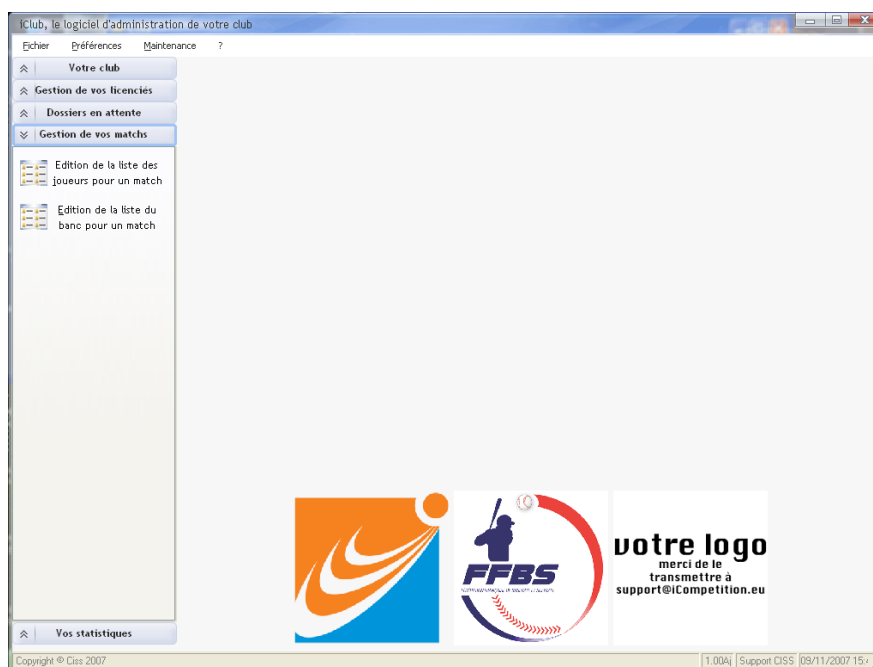 iClub, le logiciel d'administration de votre club
Fichier Préférences Maintenance ?
Votre club
Gestion de vos licenciés
Dossiers en attente
Gestion de vos matchs
Edition de la liste des
joueurs pour un match
Edition de la liste du
banc pour un match
FFBS
votre logo
merci de le
transmettre à
support@iCompetition.eu
Vos statistiques
Copyright © Ciss 2007
1.00Aj Support CISS 09/11/2007 15: